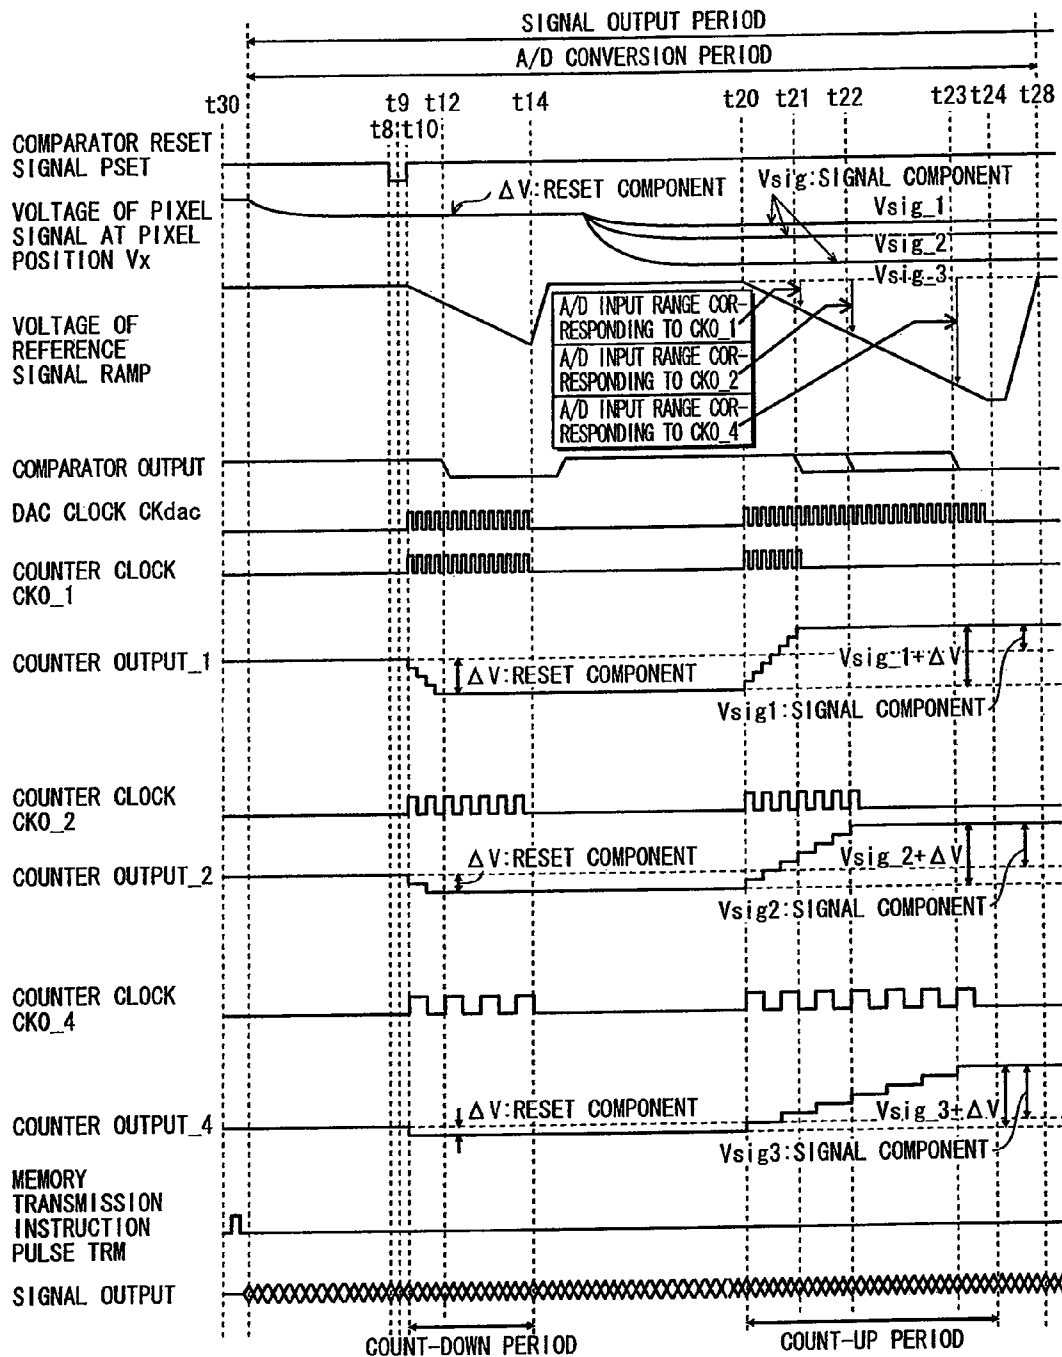 SIGNAL OUTPUT PERIOD
A/D CONVERSION PERIOD
t30
t8
t9
t10
t12
t14
t20
t21
t22
t23
t24
t28
COMPARATOR RESET
SIGNAL PSET
VOLTAGE OF PIXEL
SIGNAL AT PIXEL
POSITION Vx
ΔV:RESET COMPONENT
Vsig:SIGNAL COMPONENT
Vsig_1
Vsig_2
Vsig_3
VOLTAGE OF
REFERENCE
SIGNAL RAMP
A/D INPUT RANGE COR-
RESPONDING TO CK0_1
A/D INPUT RANGE COR-
RESPONDING TO CK0_2
A/D INPUT RANGE COR-
RESPONDING TO CK0_4
COMPARATOR OUTPUT
DAC CLOCK CKdac
COUNTER CLOCK
CK0_1
COUNTER OUTPUT_1
ΔV:RESET COMPONENT
Vsig_1+ΔV
Vsig1:SIGNAL COMPONENT
COUNTER CLOCK
CK0_2
COUNTER OUTPUT_2
ΔV:RESET COMPONENT
Vsig_2+ΔV
Vsig2:SIGNAL COMPONENT
COUNTER CLOCK
CK0_4
COUNTER OUTPUT_4
ΔV:RESET COMPONENT
Vsig_3+ΔV
Vsig3:SIGNAL COMPONENT
MEMORY
TRANSMISSION
INSTRUCTION
PULSE TRM
SIGNAL OUTPUT
COUNT-DOWN PERIOD
COUNT-UP PERIOD